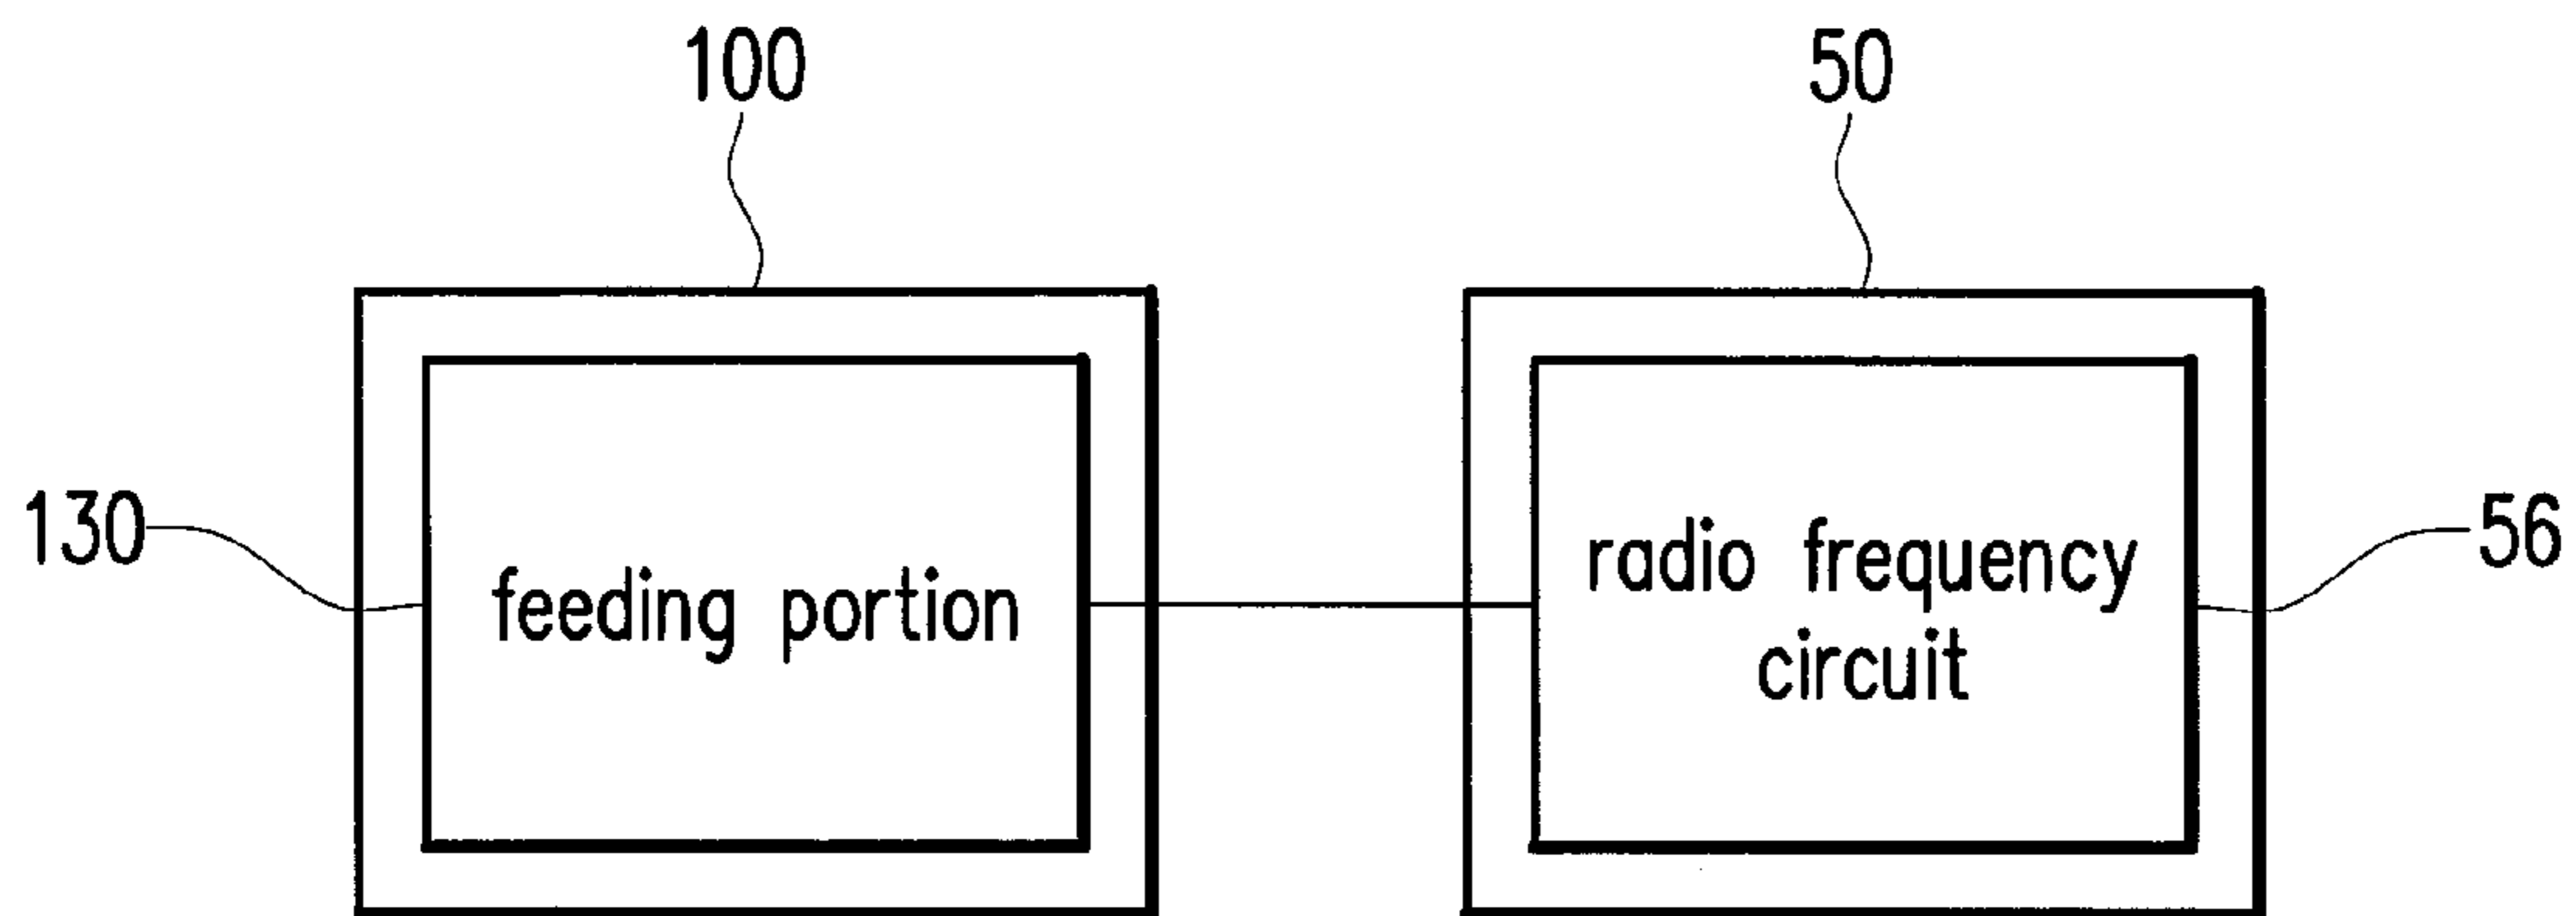 100
50
130
feeding portion
radio frequency
circuit
56